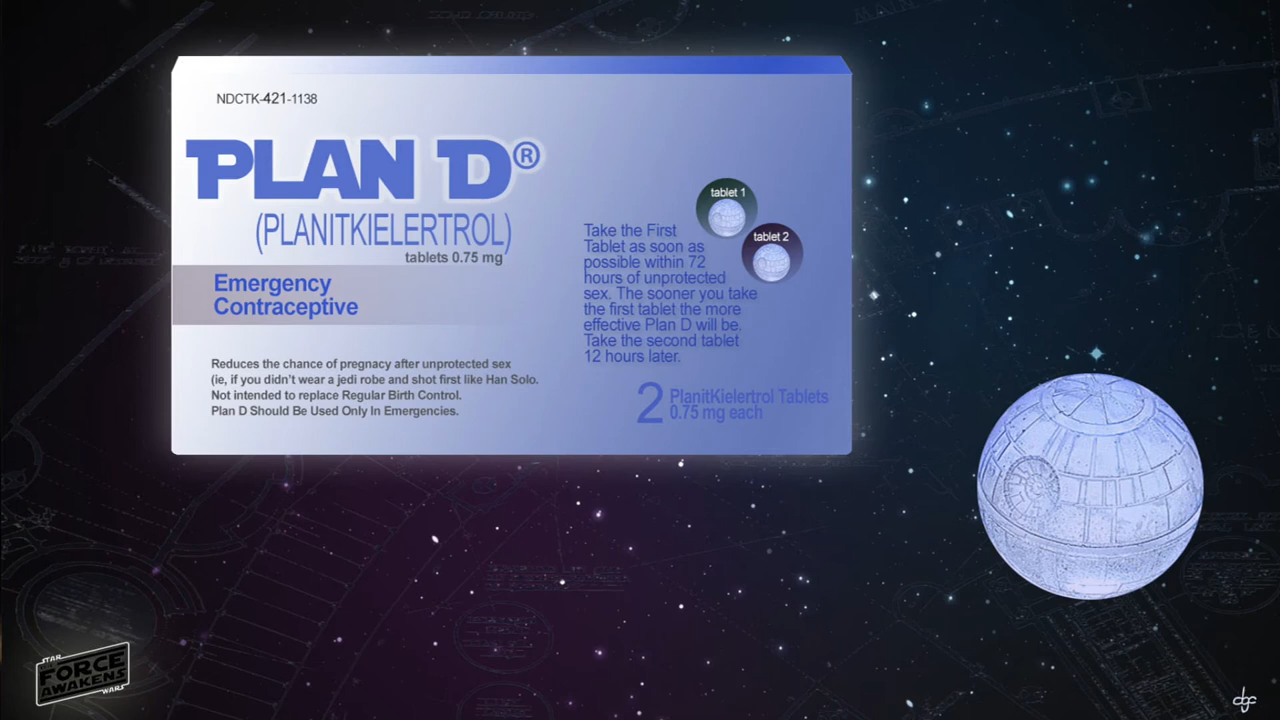 NDCTK-421-1138
PLAN D®
(PLANITKIELERTROL)
tablets 0.75 mg
Emergency
Contraceptive
Reduces the chance of pregnancy after unprotected sex
(ie, if you didn't wear a jedi robe and shot first like Han Solo.
Not intended to replace Regular Birth Control.
Plan D Should Be Used Only In Emergencies.
tablet 1
tablet 2
Take the First
Tablet as soon as
possible within 72
hours of unprotected
sex. The sooner you take
the first tablet the more
effective Plan D will be.
Take the second tablet
12 hours later.
2 PlanitKielertrol Tablets
0.75 mg each
STAR
THE FORCE
AWAKENS
WARS